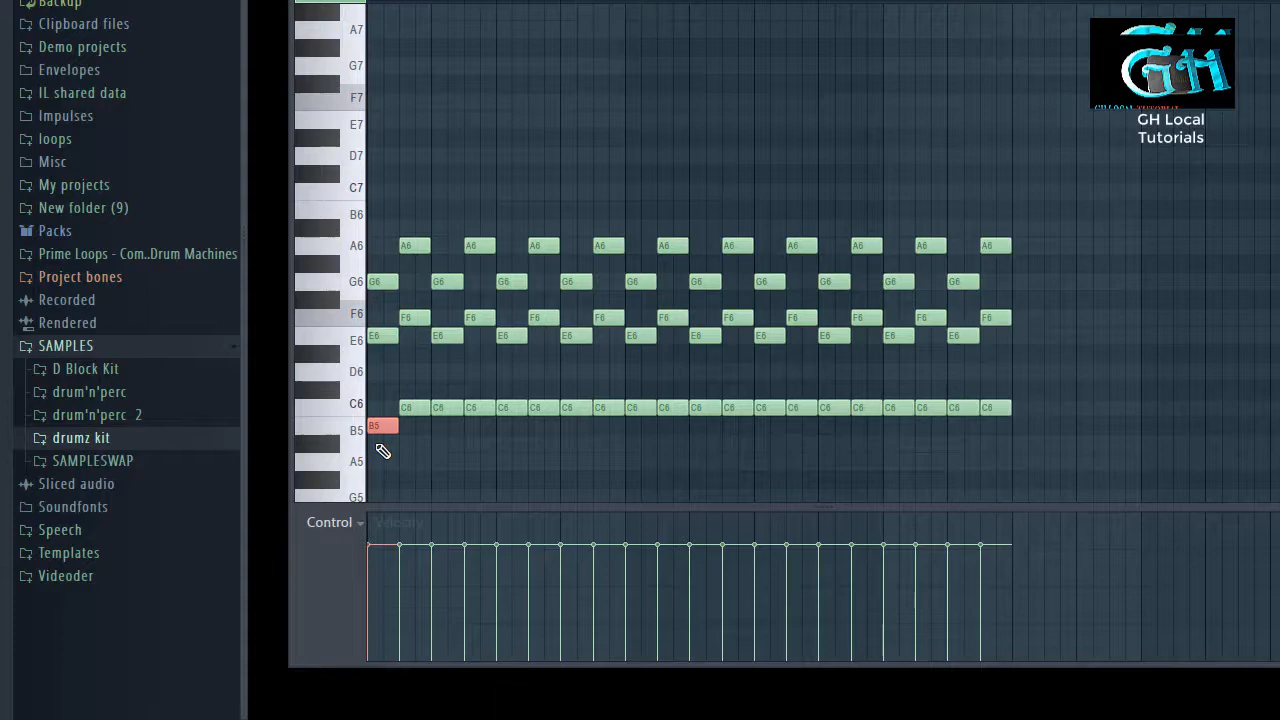 Backup
Clipboard files
Demo projects
Envelopes
IL shared data
Impulses
loops
Misc
My projects
New folder (9)
Packs
Prime Loops - Com..Drum Machines
Project bones
Recorded
Rendered
SAMPLES
D Block Kit
drum'n'perc
drum'n'perc 2
drumz kit
SAMPLESWAP
Sliced audio
Soundfonts
Speech
Templates
Videoder
A7
G7
F7
E7
D7
C7
B6
A6 A6 A6 A6 A6 A6 A6 A6 A6 A6 A6
G6 G6 G6 G6 G6 G6 G6 G6 G6 G6 G6
F6 F6 F6 F6 F6 F6 F6 F6 F6 F6 F6
E6 E6 E6 E6 E6 E6 E6 E6 E6 E6 E6
D6
C6 C6 C6 C6 C6 C6 C6 C6 C6 C6 C6 C6 C6 C6 C6 C6 C6 C6 C6 C6
B5 B5
A5
G5
Control Velocity
GH
GH LOCAL TUTORIAL
GH Local
Tutorials